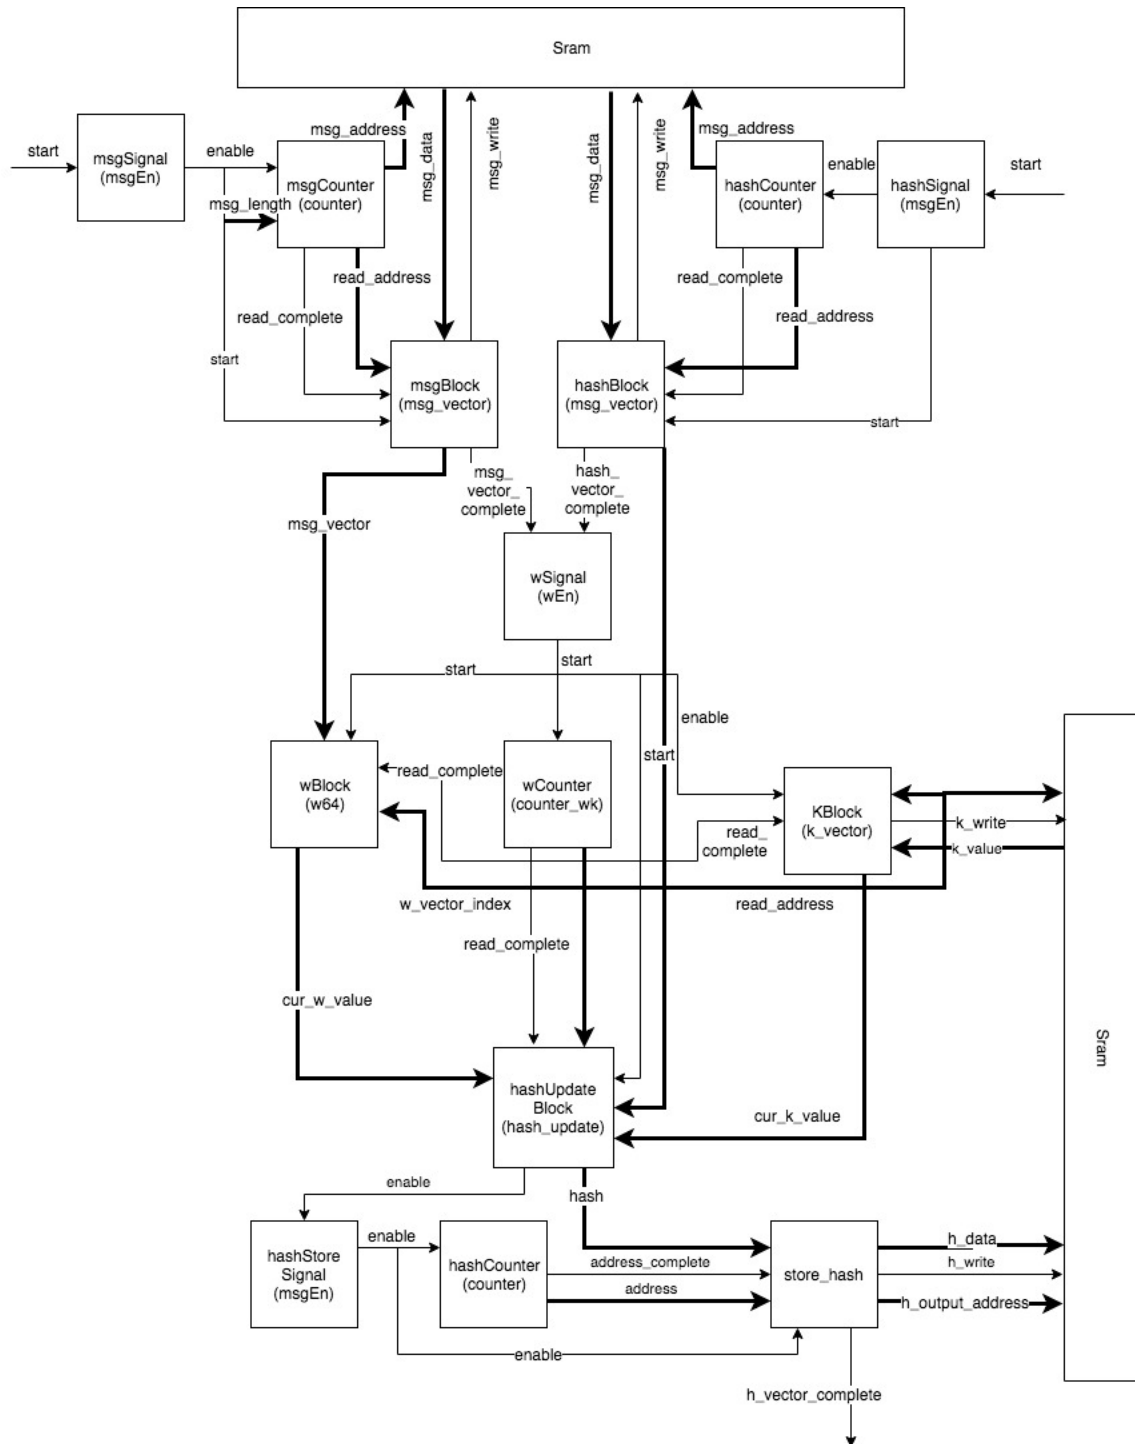 Sram
msg_address
msg_data
msg_write
msg_data
msg_write
msg_address
start
msgSignal
(msgEn)
enable
msg_length
msgCounter
(counter)
hashCounter
(counter)
enable
hashSignal
(msgEn)
start
read_address
read_complete
start
read_complete
read_address
msgBlock
(msg_vector)
hashBlock
(msg_vector)
start
msg_
vector_
complete
hash_
vector_
complete
msg_vector
wSignal
(wEn)
start
start
enable
start
wBlock
(w64)
read_complete
wCounter
(counter_wk)
KBlock
(k_vector)
k_write
k_value
read_
complete
w_vector_index
read_address
read_complete
cur_w_value
Sram
hashUpdate
Block
(hash_update)
cur_k_value
enable
hash
hashStore
Signal
(msgEn)
enable
hashCounter
(counter)
address_complete
address
store_hash
h_data
h_write
h_output_address
enable
h_vector_complete